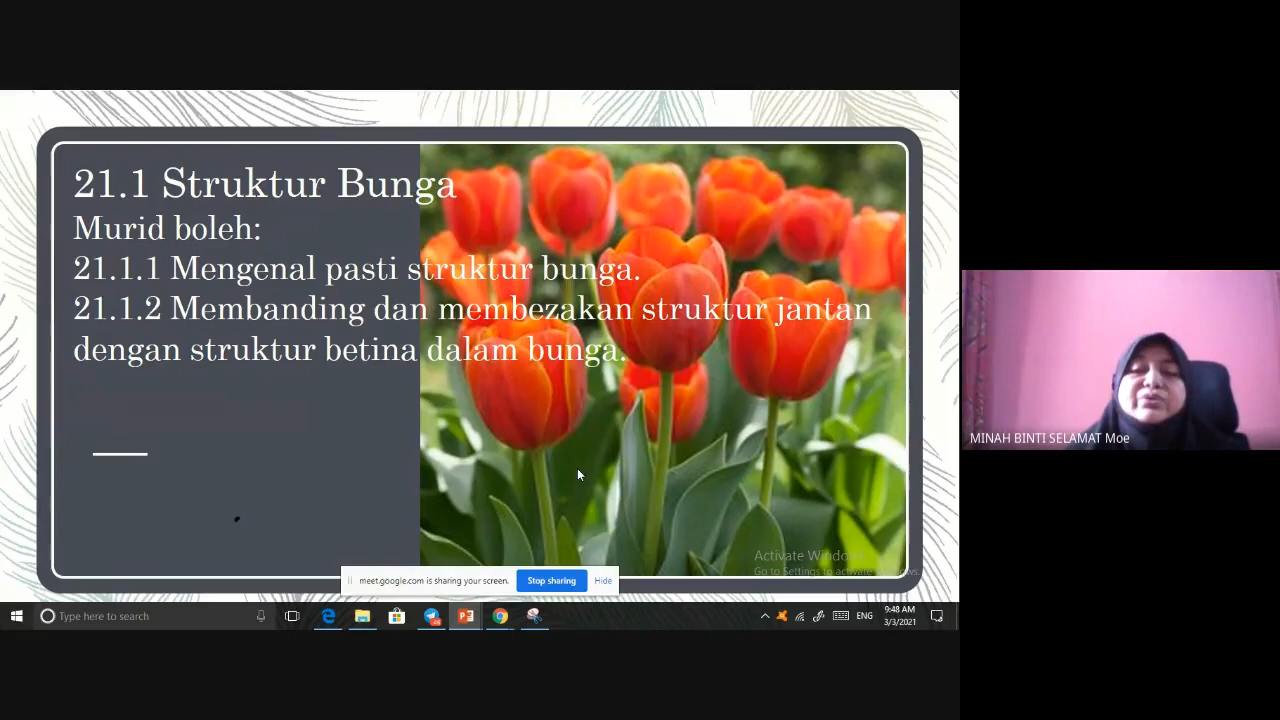 21.1 Struktur Bunga
Murid boleh:
21.1.1 Mengenal pasti struktur bunga.
21.1.2 Membanding dan membezakan struktur jantan
dengan struktur betina dalam bunga.
MINAH BINTI SELAMAT Moe
Activate Windows
Go to Settings to activate Windows.
meet.google.com is sharing your screen.
Stop sharing
Hide
Type here to search
ENG
9:48 AM
3/3/2021